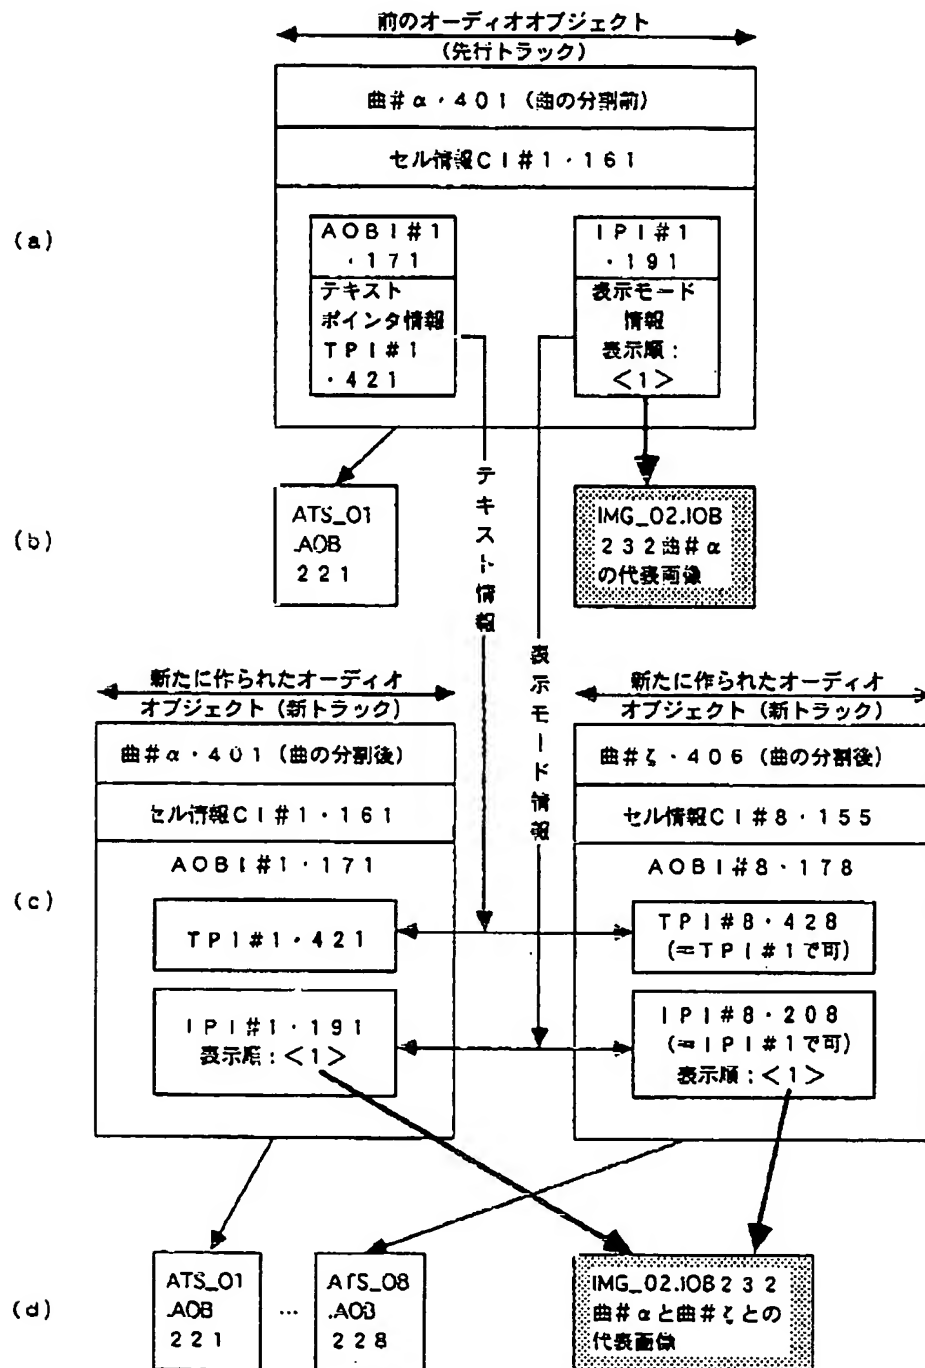 前のオーディオオブジェクト
(先行トラック)
曲#α・401 (曲の分割前)
セル情報CI#1・161
(a)
AOBI#1
・171
テキスト
ポインタ情報
TPI#1
・421
IPI#1
・191
表示モード
情報
表示順:
<1>
テキスト情報
表示モード情報
(b)
ATS_01
.AOB
221
IMG_02.IOB
232曲#α
の代表画像
新たに作られたオーディオ
オブジェクト(新トラック)
曲#α・401 (曲の分割後)
セル情報CI#1・161
AOBI#1・171
(c)
TPI#1・421
IPI#1・191
表示順:<1>
新たに作られたオーディオ
オブジェクト(新トラック)
曲#ζ・406 (曲の分割後)
セル情報CI#8・155
AOBI#8・178
TPI#8・428
(=TPI#1で可)
IPI#8・208
(=IPI#1で可)
表示順:<1>
(d)
ATS_01
.AOB
221
…
ATS_08
.AOB
228
IMG_02.IOB232
曲#αと曲#ζとの
代表画像